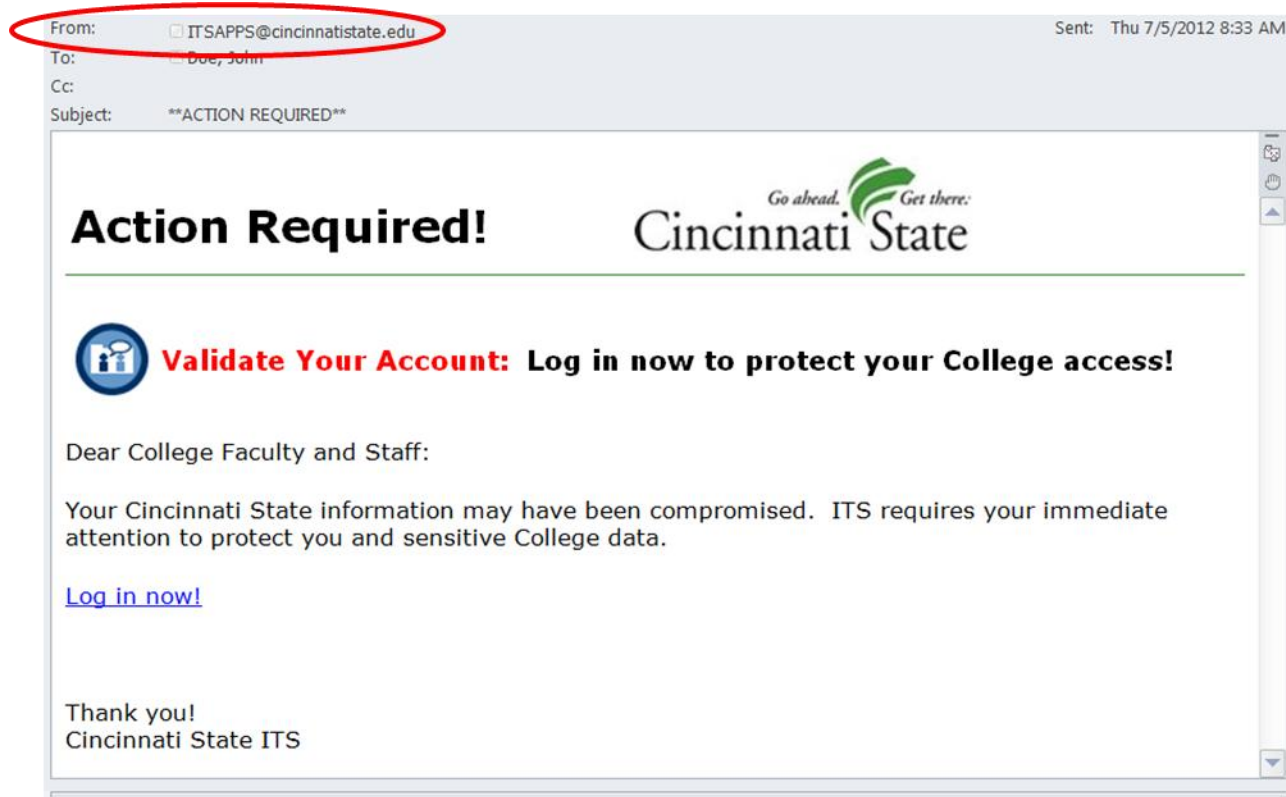 From: ITSAPPS@cincinnatistate.edu Sent: Thu 7/5/2012 8:33 AM
To: Doe, John
Cc:
Subject: **ACTION REQUIRED**
Action Required!
Go ahead. Get there.
Cincinnati State
Validate Your Account: Log in now to protect your College access!
Dear College Faculty and Staff:
Your Cincinnati State information may have been compromised. ITS requires your immediate
attention to protect you and sensitive College data.
Log in now!
Thank you!
Cincinnati State ITS